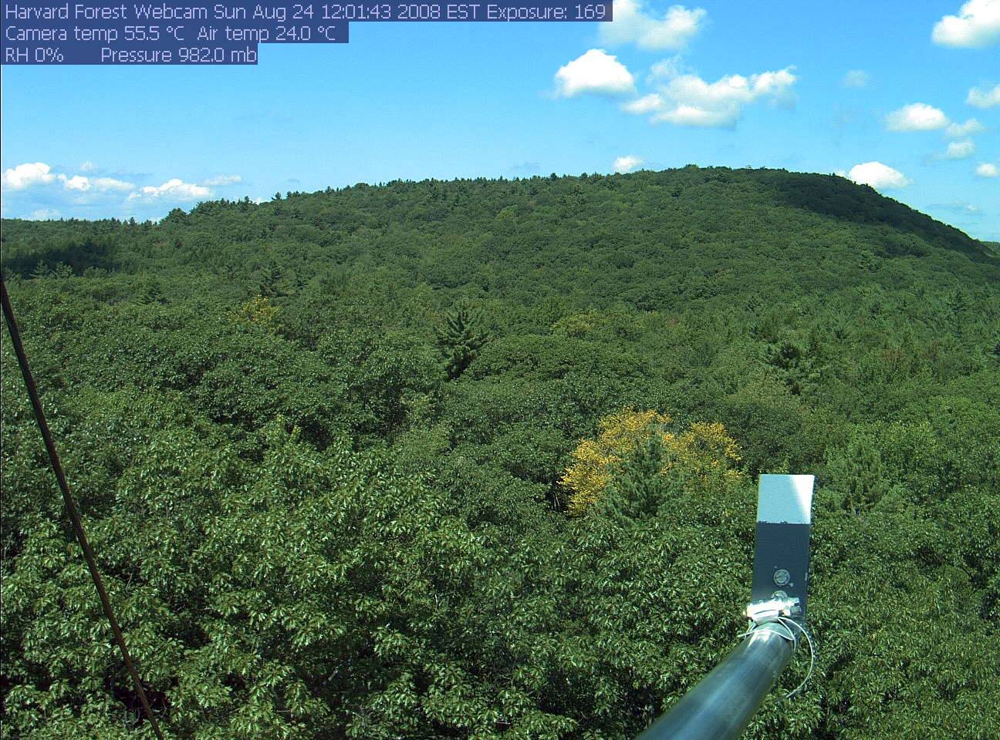 Harvard Forest Webcam Sun Aug 24 12:01:43 2008 EST Exposure: 169
Camera temp 55.5 °C Air temp 24.0 °C
RH 0% Pressure 982.0 mb